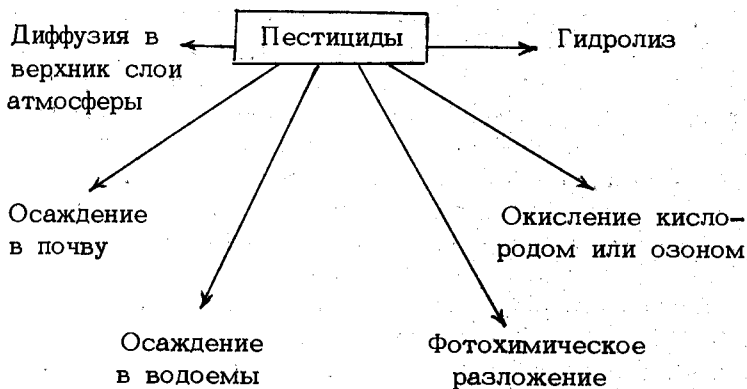 Пестициды
Диффузия в
верхник слои
атмосферы
Гидролиз
Осаждение
в почву
Окисление кисло-
родом или озоном
Осаждение
в водоемы
Фотохимическое
разложение